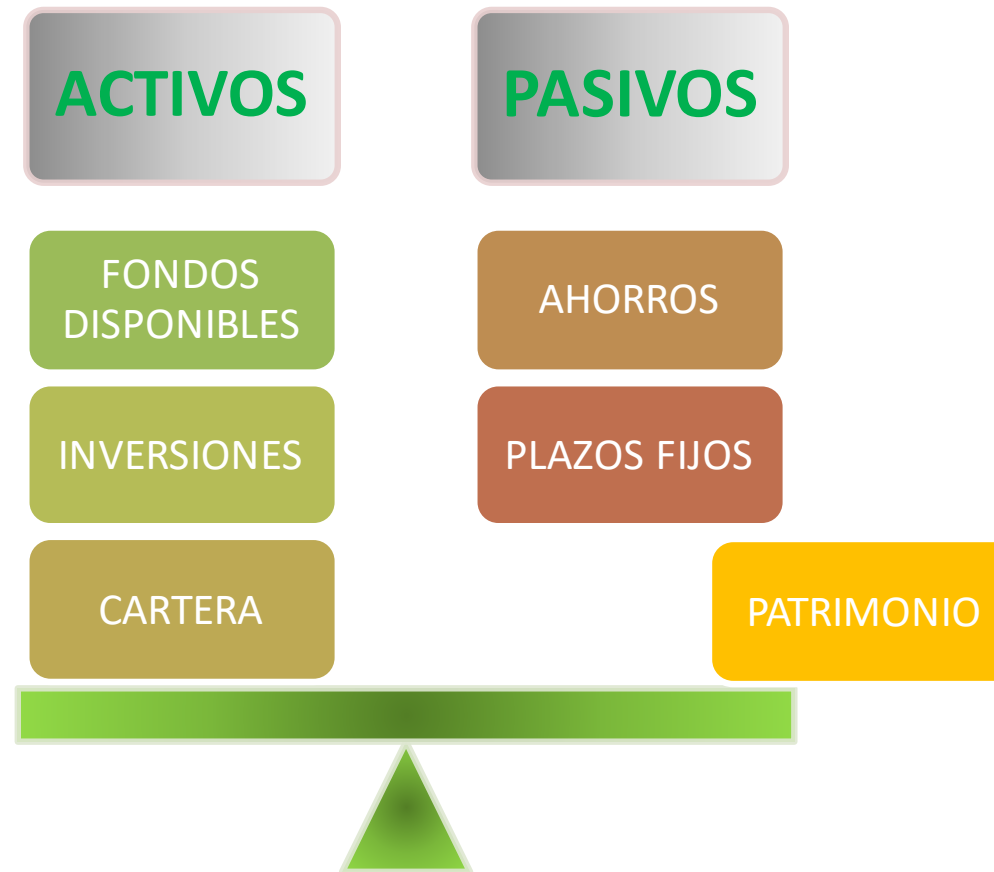 ACTIVOS
PASIVOS
FONDOS
DISPONIBLES
AHORROS
INVERSIONES
PLAZOS FIJOS
CARTERA
PATRIMONIO